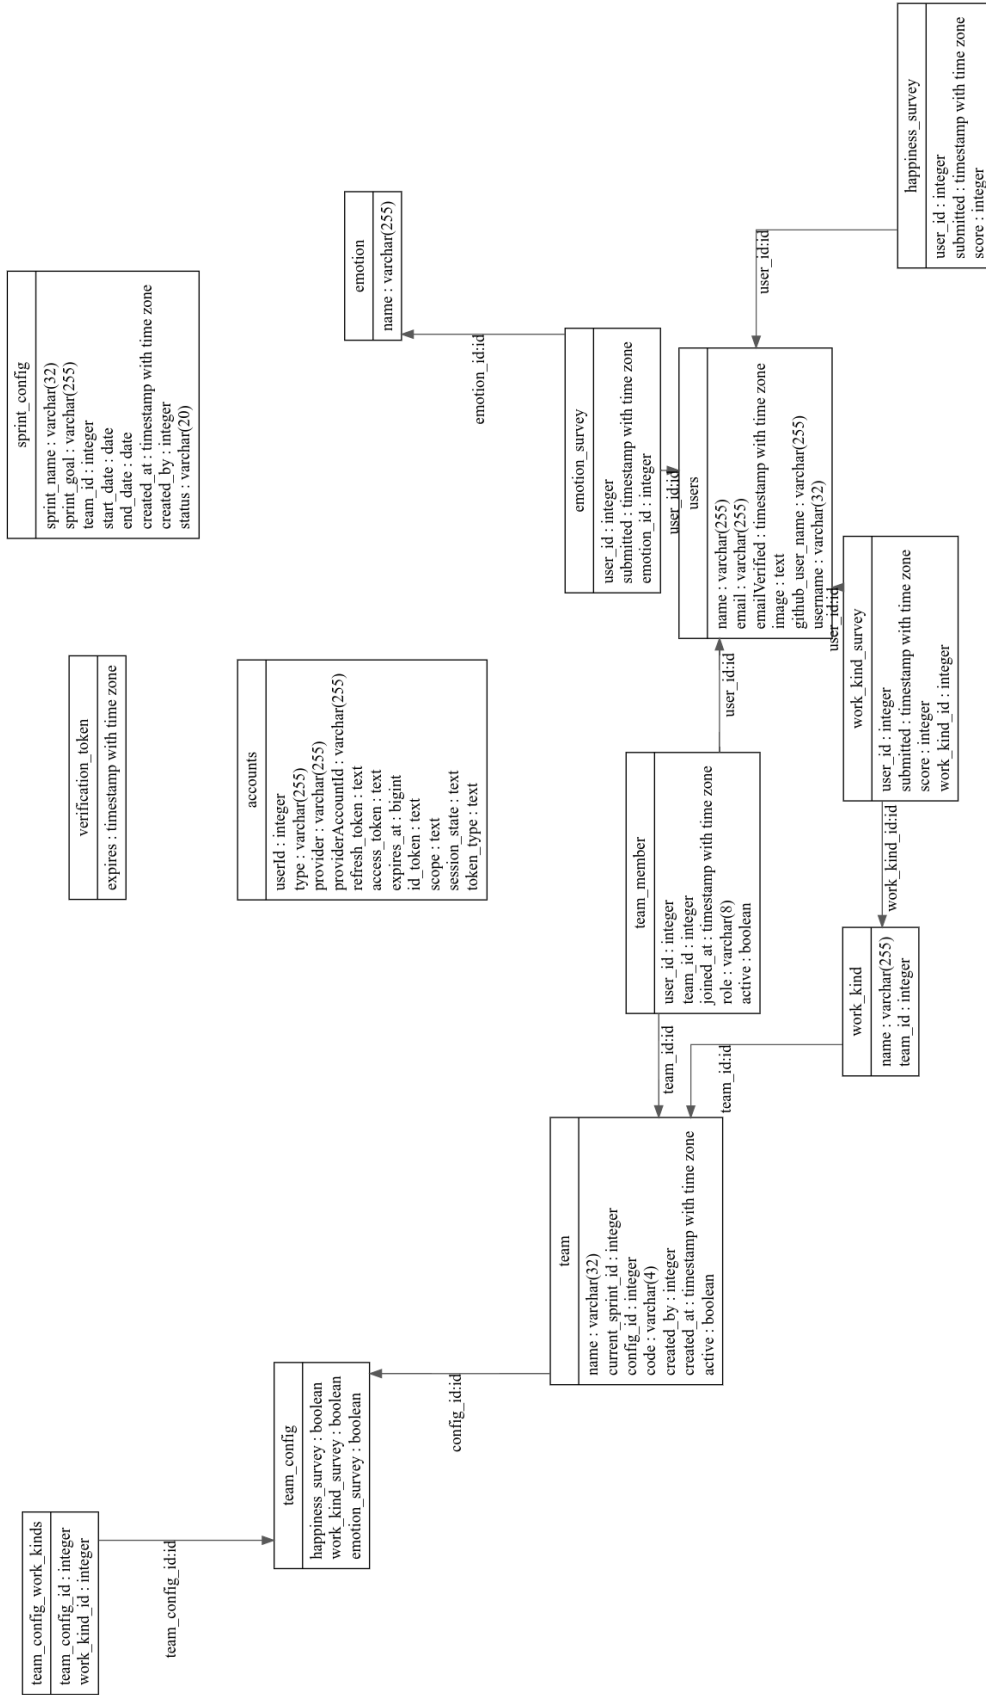 team_config_work_kinds
team_config_id : integer
work_kind_id : integer
team_config_id:id
team_config
happiness_survey : boolean
work_kind_survey : boolean
emotion_survey : boolean
config_id:id
team
name : varchar(32)
current_sprint_id : integer
config_id : integer
code : varchar(4)
created_by : integer
created_at : timestamp with time zone
active : boolean
team_id:id
team_id:id
verification_token
expires : timestamp with time zone
accounts
userId : integer
type : varchar(255)
provider : varchar(255)
providerAccountId : varchar(255)
refresh_token : text
access_token : text
expires_at : bigint
id_token : text
scope : text
session_state : text
token_type : text
team_member
user_id : integer
team_id : integer
joined_at : timestamp with time zone
role : varchar(8)
active : boolean
user_id:id
work_kind
name : varchar(255)
team_id : integer
work_kind_id:id
sprint_config
sprint_name : varchar(32)
sprint_goal : varchar(255)
team_id : integer
start_date : date
end_date : date
created_at : timestamp with time zone
created_by : integer
status : varchar(20)
emotion
name : varchar(255)
emotion_id:id
emotion_survey
user_id : integer
submitted : timestamp with time zone
emotion_id : integer
user_id:id
users
name : varchar(255)
email : varchar(255)
emailVerified : timestamp with time zone
image : text
github_user_name : varchar(255)
username : varchar(32)
user_id:id
work_kind_survey
user_id : integer
submitted : timestamp with time zone
score : integer
work_kind_id : integer
user_id:id
happiness_survey
user_id : integer
submitted : timestamp with time zone
score : integer